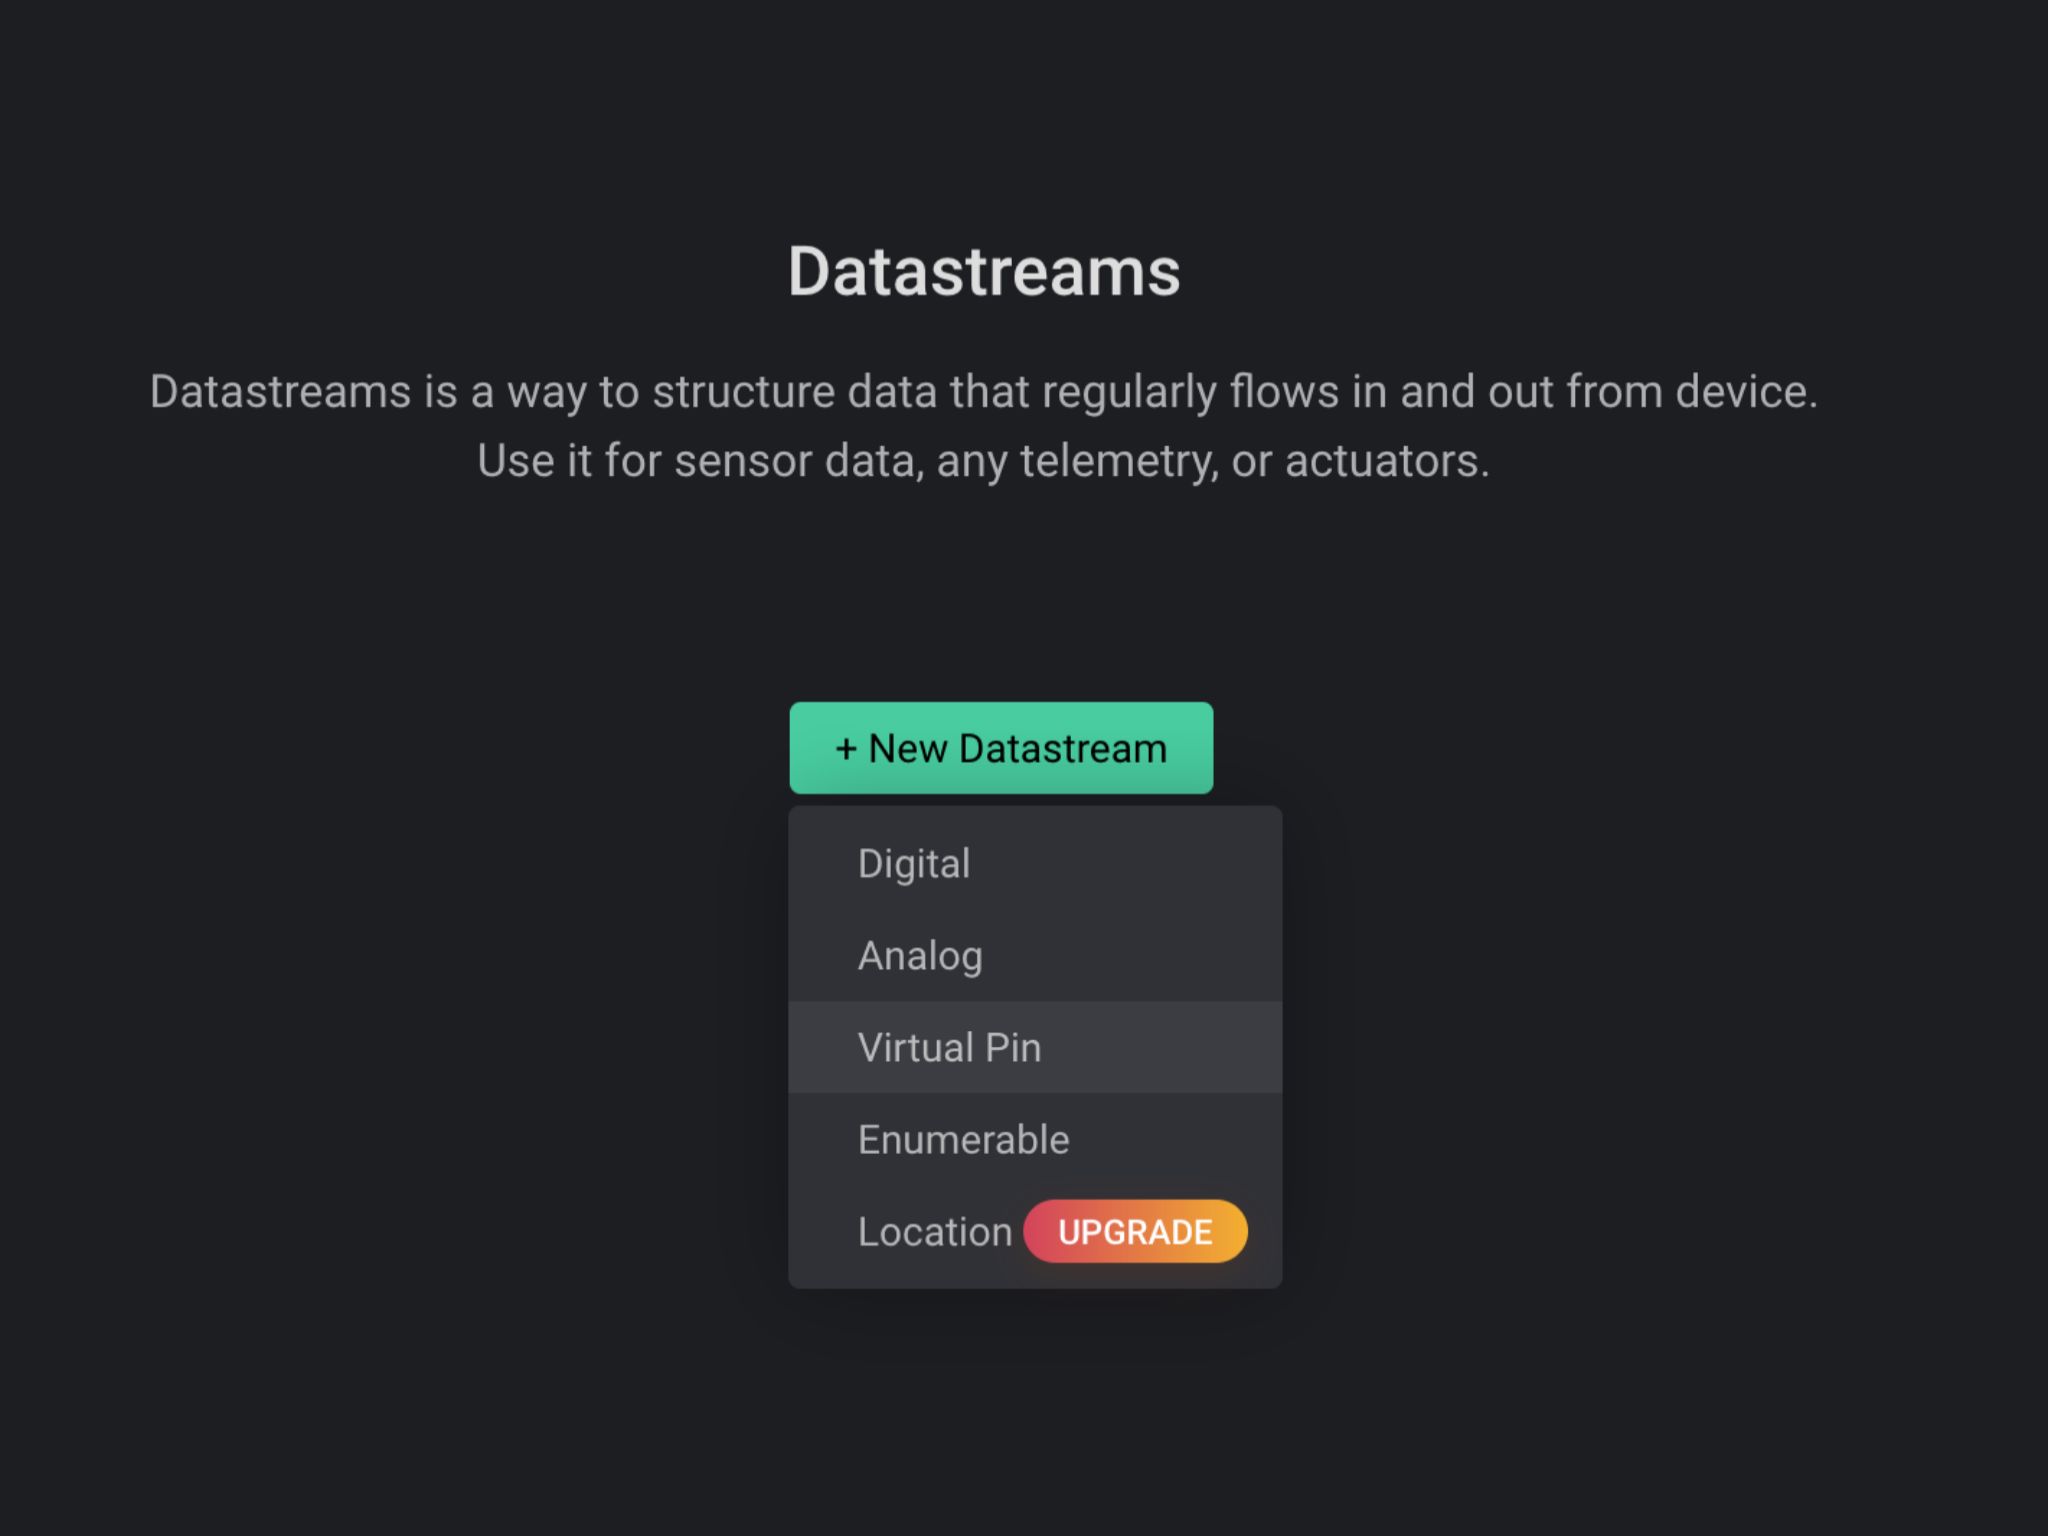 Datastreams
Datastreams is a way to structure data that regularly flows in and out from device.
Use it for sensor data, any telemetry, or actuators.
+ New Datastream
Digital
Analog
Virtual Pin
Enumerable
Location UPGRADE